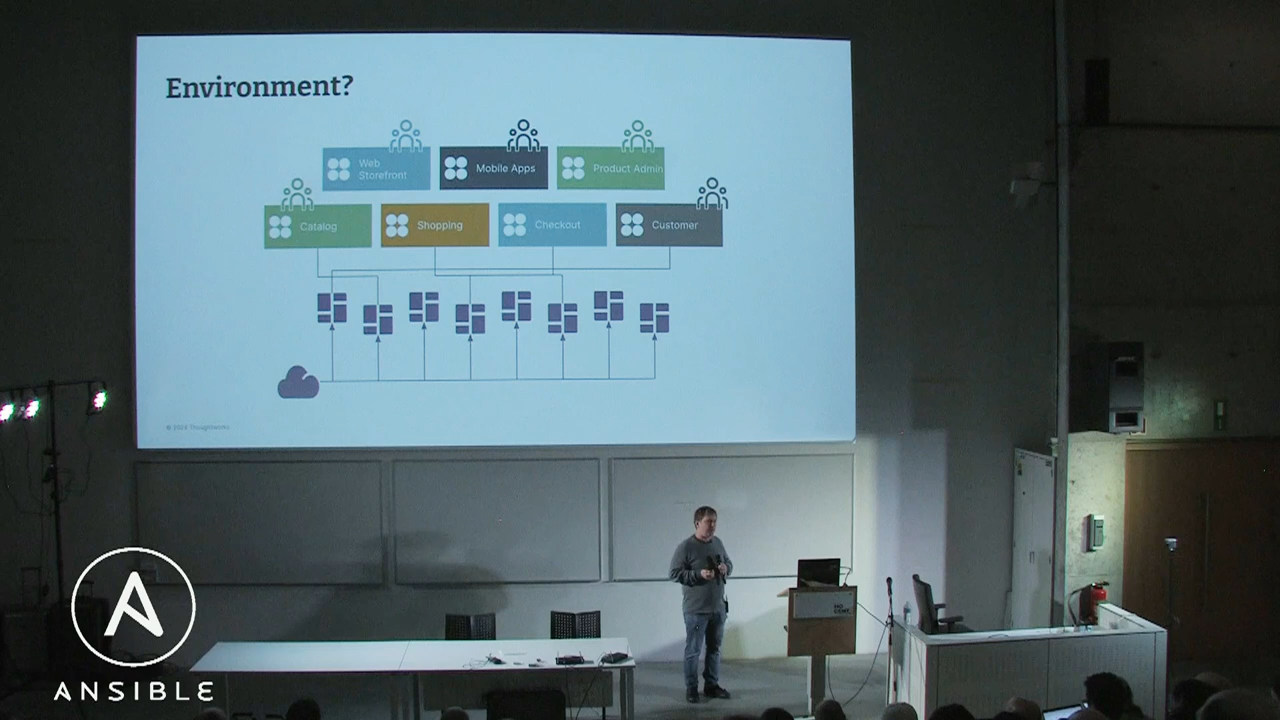 Environment?
Web
Storefront
Mobile Apps
Product Admin
Catalog
Shopping
Checkout
Customer
ANSIBLE